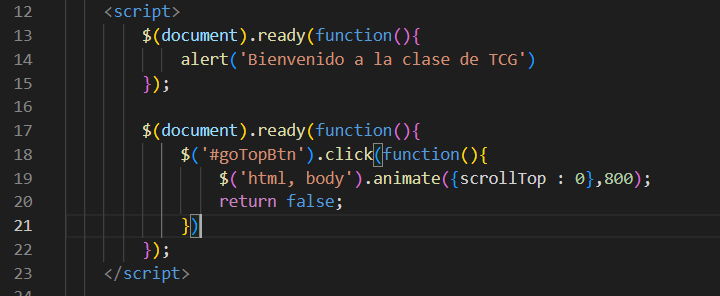 12 <script>
13 $(document).ready(function(){
14 alert('Bienvenido a la clase de TCG')
15 });
16
17 $(document).ready(function(){
18 $('#goTopBtn').click(function(){
19 $('html, body').animate({scrollTop : 0},800);
20 return false;
21 })
22 });
23 </script>